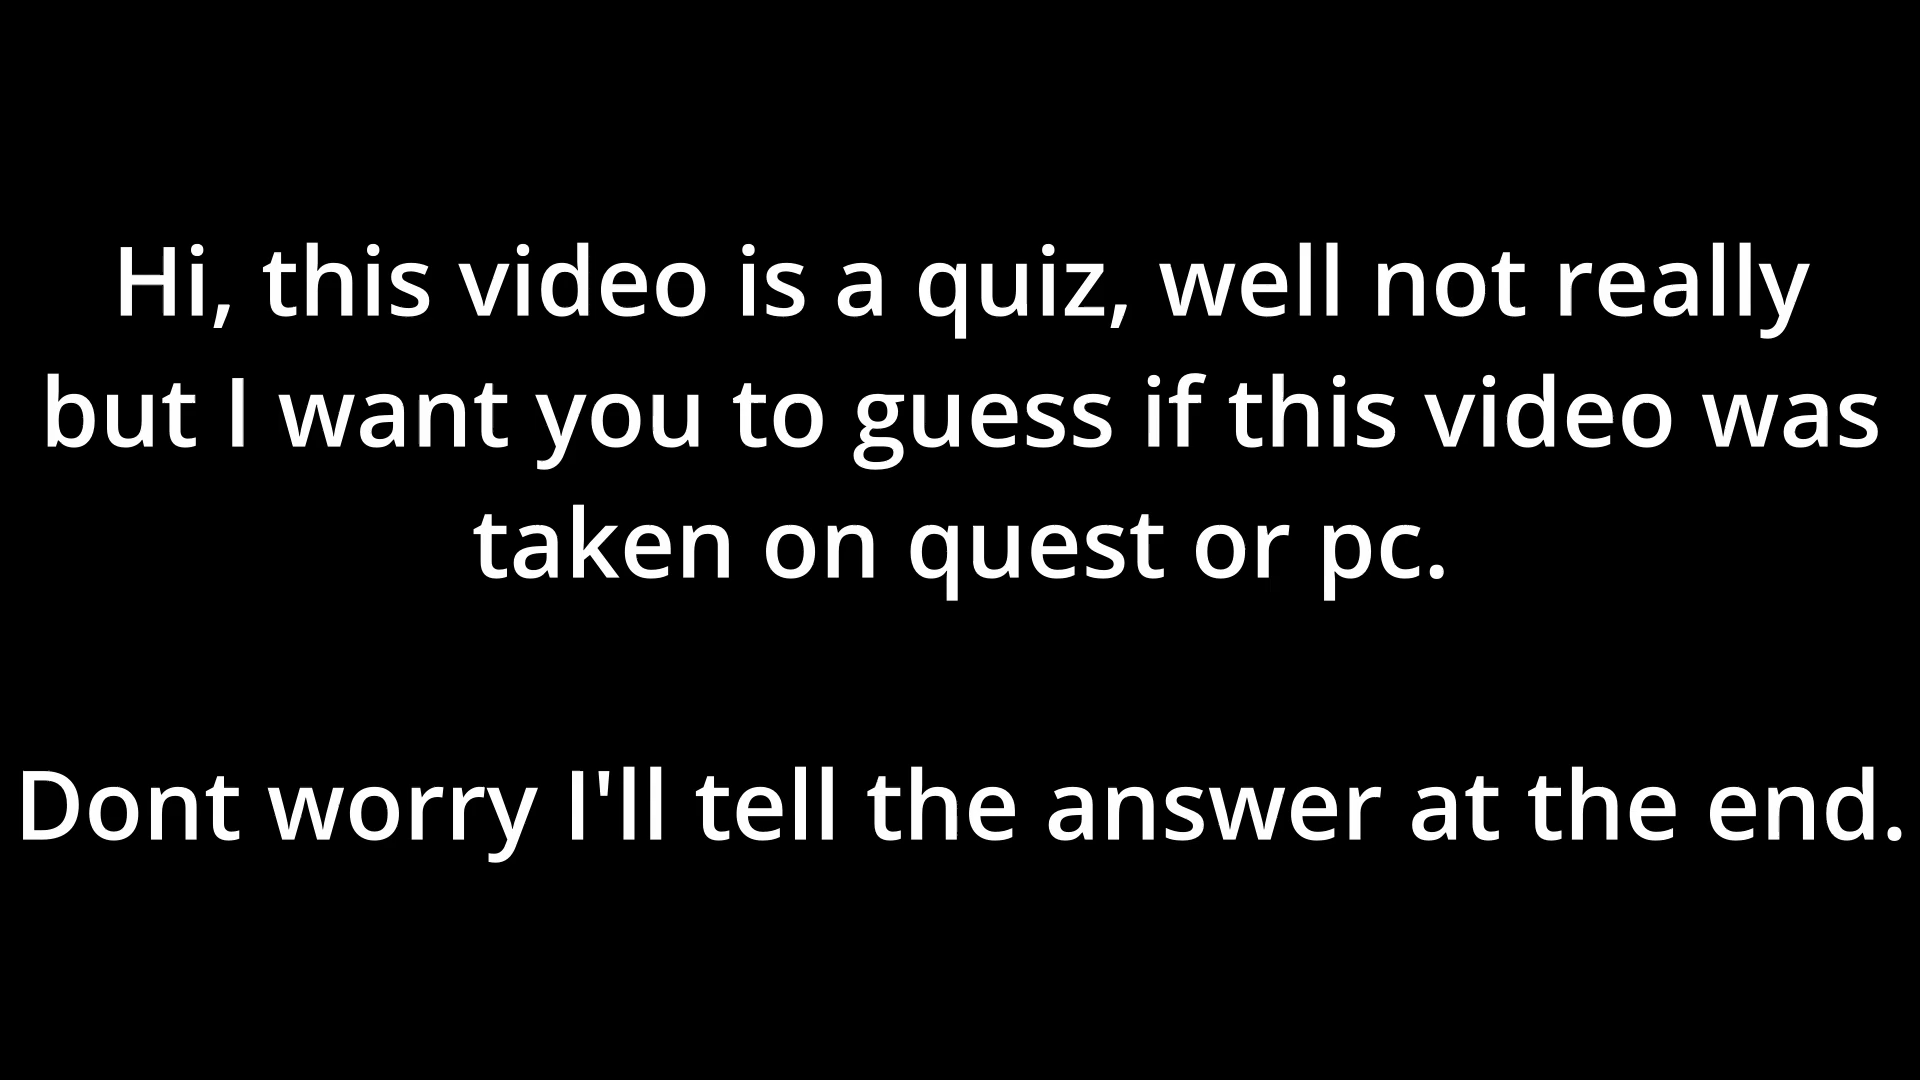 Hi, this video is a quiz, well not really
but I want you to guess if this video was
taken on quest or pc.
Dont worry I'll tell the answer at the end.